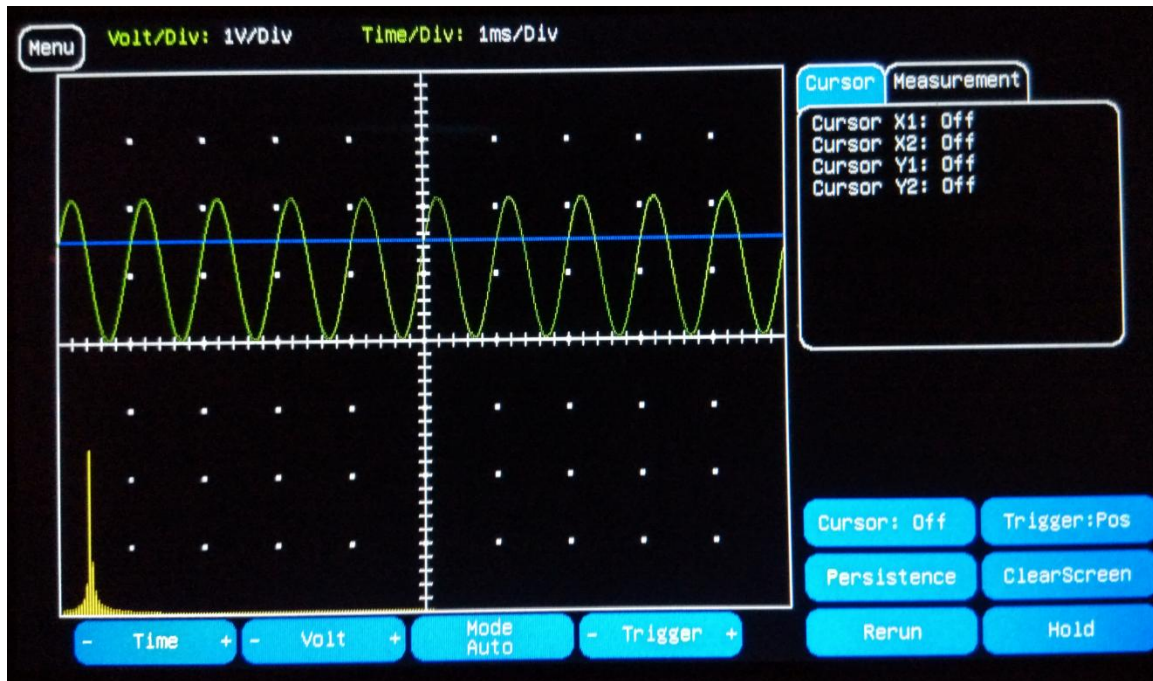 Menu
Volt/Div: 1V/Div
Time/Div: 1ms/Div
Cursor
Measurement
Cursor X1: Off
Cursor X2: Off
Cursor Y1: Off
Cursor Y2: Off
Cursor: Off
Trigger:Pos
Persistence
ClearScreen
- Time +
- Volt +
Mode
Auto
- Trigger +
Rerun
Hold